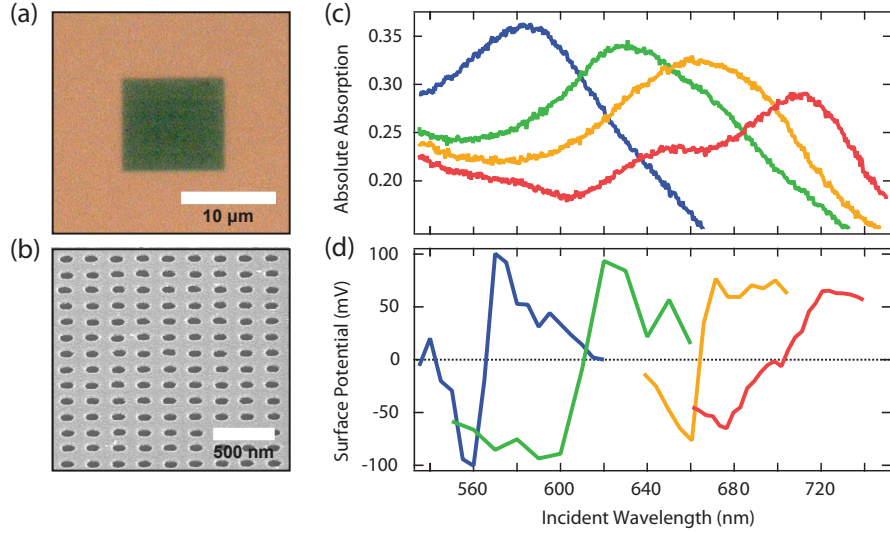 (a)
10 µm
(b)
500 nm
(c)
0.35
0.30
0.25
0.20
Absolute Absorption
(d)
100
50
0
-50
-100
Surface Potential (mV)
560 600 640 680 720
Incident Wavelength (nm)